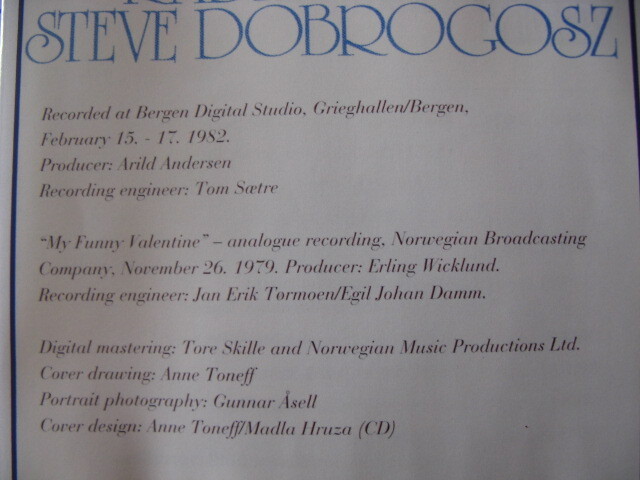 STEVE DOBROGOSZ
Recorded at Bergen Digital Studio, Grieghallen/Bergen,
February 15. - 17. 1982.
Producer: Arild Andersen
Recording engineer: Tom Sætre
"My Funny Valentine" – analogue recording, Norwegian Broadcasting
Company, November 26. 1979. Producer: Erling Wicklund.
Recording engineer: Jan Erik Tørmoen/Egil Johan Damm.
Digital mastering: Tore Skille and Norwegian Music Productions Ltd.
Cover drawing: Anne Toneff
Portrait photography: Gunnar Åsell
Cover design: Anne Toneff/Madla Hruza (CD)